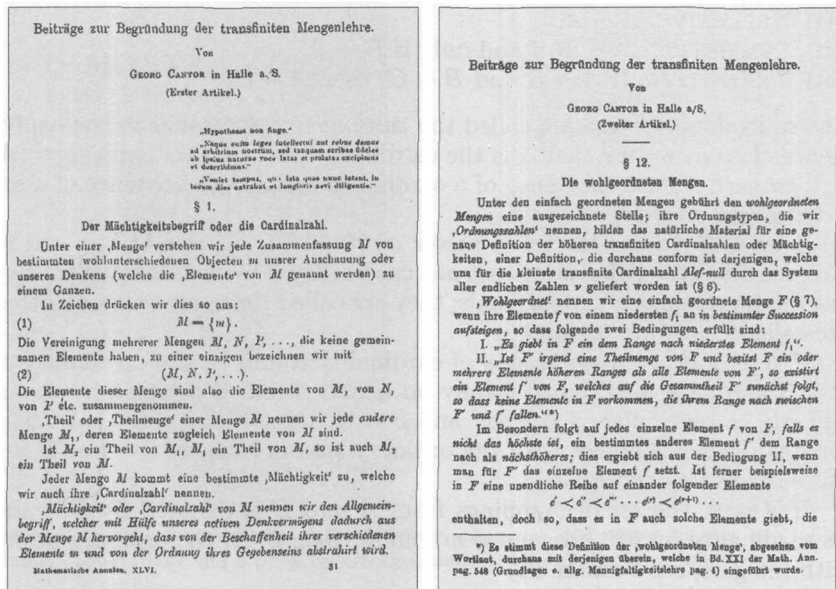 Beiträge zur Begründung der transfiniten Mengenlehre.
Von
GEORG CANTOR in Halle a/S.
(Erster Artikel.)
„Hypotheses non fingo.“
„Neque enim leges intellectui aut rebus damus
ad arbitrium nostrum, sed tanquam scribae fideles
ab ipsius naturae voce latas et prolatas excipimus
et describimus.“
„Veniet tempus, quo ista quae nunc latent, in
lucem dies extrahat et longioris aevi diligentia.“
§ 1.
Der Mächtigkeitsbegriff oder die Cardinalzahl.
Unter einer ‚Menge‘ verstehen wir jede Zusammenfassung M von
bestimmten wohlunterschiedenen Objecten m unsrer Anschauung oder
unseres Denkens (welche die ‚Elemente‘ von M genannt werden) zu
einem Ganzen.
In Zeichen drücken wir dies so aus:
(1) M = {m}.
Die Vereinigung mehrerer Mengen M, N, P, . . ., die keine gemein-
samen Elemente haben, zu einer einzigen bezeichnen wir mit
(2) (M, N, P, . . .).
Die Elemente dieser Menge sind also die Elemente von M, von N,
von P etc. zusammengenommen.
‚Theil‘ oder ‚Theilmenge‘ einer Menge M nennen wir jede andere
Menge M₁, deren Elemente zugleich Elemente von M sind.
Ist M₂ ein Theil von M₁, M₁ ein Theil von M, so ist auch M₂
ein Theil von M.
Jeder Menge M kommt eine bestimmte ‚Mächtigkeit‘ zu, welche
wir auch ihre ‚Cardinalzahl‘ nennen.
‚Mächtigkeit‘ oder ‚Cardinalzahl‘ von M nennen wir den Allgemein-
begriff, welcher mit Hülfe unseres activen Denkvermögens dadurch aus
der Menge M hervorgeht, dass von der Beschaffenheit ihrer verschiedenen
Elemente m und von der Ordnung ihres Gegebenseins abstrahirt wird.
Mathematische Annalen. XLVI. 31
Beiträge zur Begründung der transfiniten Mengenlehre.
Von
GEORG CANTOR in Halle a/S.
(Zweiter Artikel.)
§ 12.
Die wohlgeordneten Mengen.
Unter den einfach geordneten Mengen gebührt den wohlgeordneten
Mengen eine ausgezeichnete Stelle; ihre Ordnungstypen, die wir
‚Ordnungszahlen‘ nennen, bilden das natürliche Material für eine ge-
naue Definition der höheren transfiniten Cardinalzahlen oder Mächtig-
keiten, einer Definition, die durchaus conform ist derjenigen, welche
uns für die kleinste transfinite Cardinalzahl Alef-null durch das System
aller endlichen Zahlen ν geliefert worden ist (§ 6).
‚Wohlgeordnet‘ nennen wir eine einfach geordnete Menge F (§ 7),
wenn ihre Elemente f von einem niedersten f₁ an in bestimmter Succession
aufsteigen, so dass folgende zwei Bedingungen erfüllt sind:
I. „Es giebt in F ein dem Range nach niederstes Element f₁“.
II. „Ist F′ irgend eine Theilmenge von F und besitzt F ein oder
mehrere Elemente höheren Ranges als alle Elemente von F′, so existirt
ein Element f′ von F, welches auf die Gesammtheit F′ zunächst folgt,
so dass keine Elemente in F vorkommen, die ihrem Range nach zwischen
F′ und f′ fallen.“*)
Im Besondern folgt auf jedes einzelne Element f von F, falls es
nicht das höchste ist, ein bestimmtes anderes Element f′ dem Range
nach als nächsthöheres; dies ergiebt sich aus der Bedingung II, wenn
man für F′ das einzelne Element f setzt. Ist ferner beispielsweise
in F eine unendliche Reihe auf einander folgender Elemente
e′ < e″ < e‴ · · · e⁽ᵛ⁾ < e⁽ᵛ⁺¹⁾ · · ·
enthalten, doch so, dass es in F auch solche Elemente giebt, die
*) Es stimmt diese Definition der ‚wohlgeordneten Menge‘, abgesehen vom
Wortlaut, durchaus mit derjenigen überein, welche in Bd. XXI der Math. Ann.
pag. 548 (Grundlagen e. allg. Mannigfaltigkeitslehre pag. 4) eingeführt wurde.